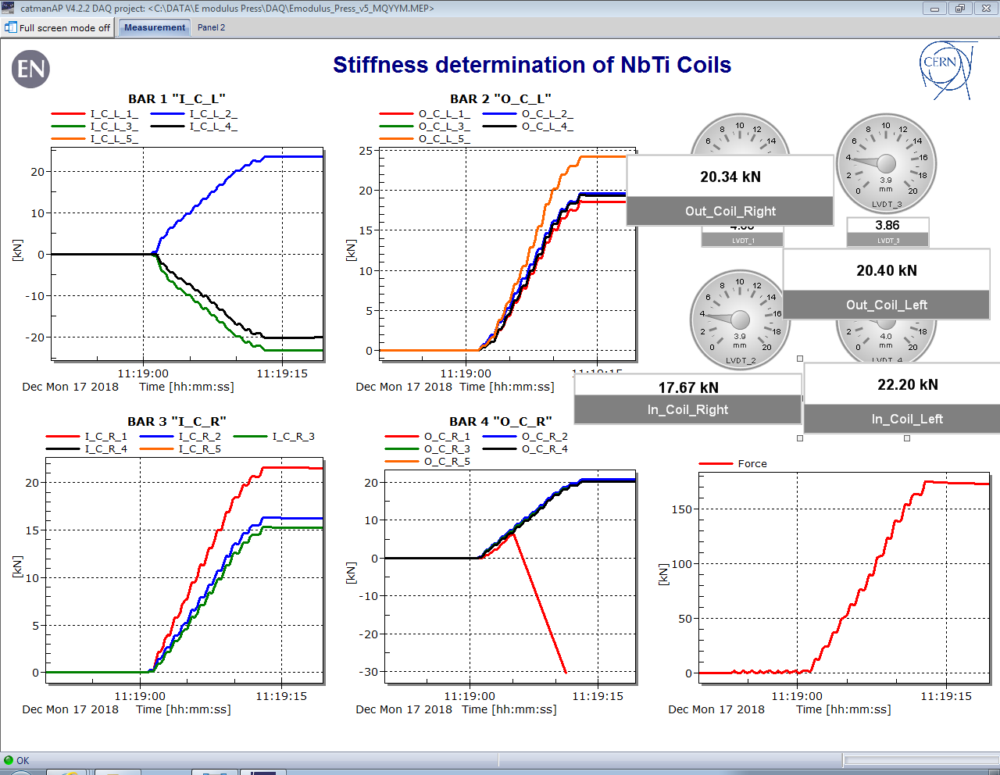 catmanAP V4.2.2 DAQ project: <C:\DATA\E modulus Press\DAQ\Emodulus_Press_v5_MQYYM.MEP>
Full screen mode off Measurement Panel 2
EN Stiffness determination of NbTi Coils CERN
BAR 1 "I_C_L"
I_C_L_1_ I_C_L_2_
I_C_L_3_ I_C_L_4_
I_C_L_5_
20
10
0
-10
-20
[kN]
11:19:00 11:19:15
Dec Mon 17 2018 Time [hh:mm:ss]
BAR 2 "O_C_L"
O_C_L_1_ O_C_L_2_
O_C_L_3_ O_C_L_4_
O_C_L_5_
25
20
15
10
5
0
[kN]
11:19:00 11:19:15
Dec Mon 17 2018 Time [hh:mm:ss]
6 8 10 12 14
20.34 kN
Out_Coil_Right
LVDT_1
0 4 6 8 10 12 14 16 18 20
3.9
mm
LVDT_3
3.86
LVDT_3
20.40 kN
Out_Coil_Left
0 2 4 6 8 10 12 14 16 18 20
3.9
mm
LVDT_2
0 2 18 20
4.0
mm
LVDT_4
17.67 kN
In_Coil_Right
22.20 kN
In_Coil_Left
BAR 3 "I_C_R"
I_C_R_1 I_C_R_2 I_C_R_3
I_C_R_4 I_C_R_5
20
15
10
5
0
[kN]
11:19:00 11:19:15
Dec Mon 17 2018 Time [hh:mm:ss]
BAR 4 "O_C_R"
O_C_R_1 O_C_R_2
O_C_R_3 O_C_R_4
O_C_R_5
20
10
0
-10
-20
-30
[kN]
11:19:00 11:19:15
Dec Mon 17 2018 Time [hh:mm:ss]
Force
150
100
50
0
[kN]
11:19:00 11:19:15
Dec Mon 17 2018 Time [hh:mm:ss]
OK